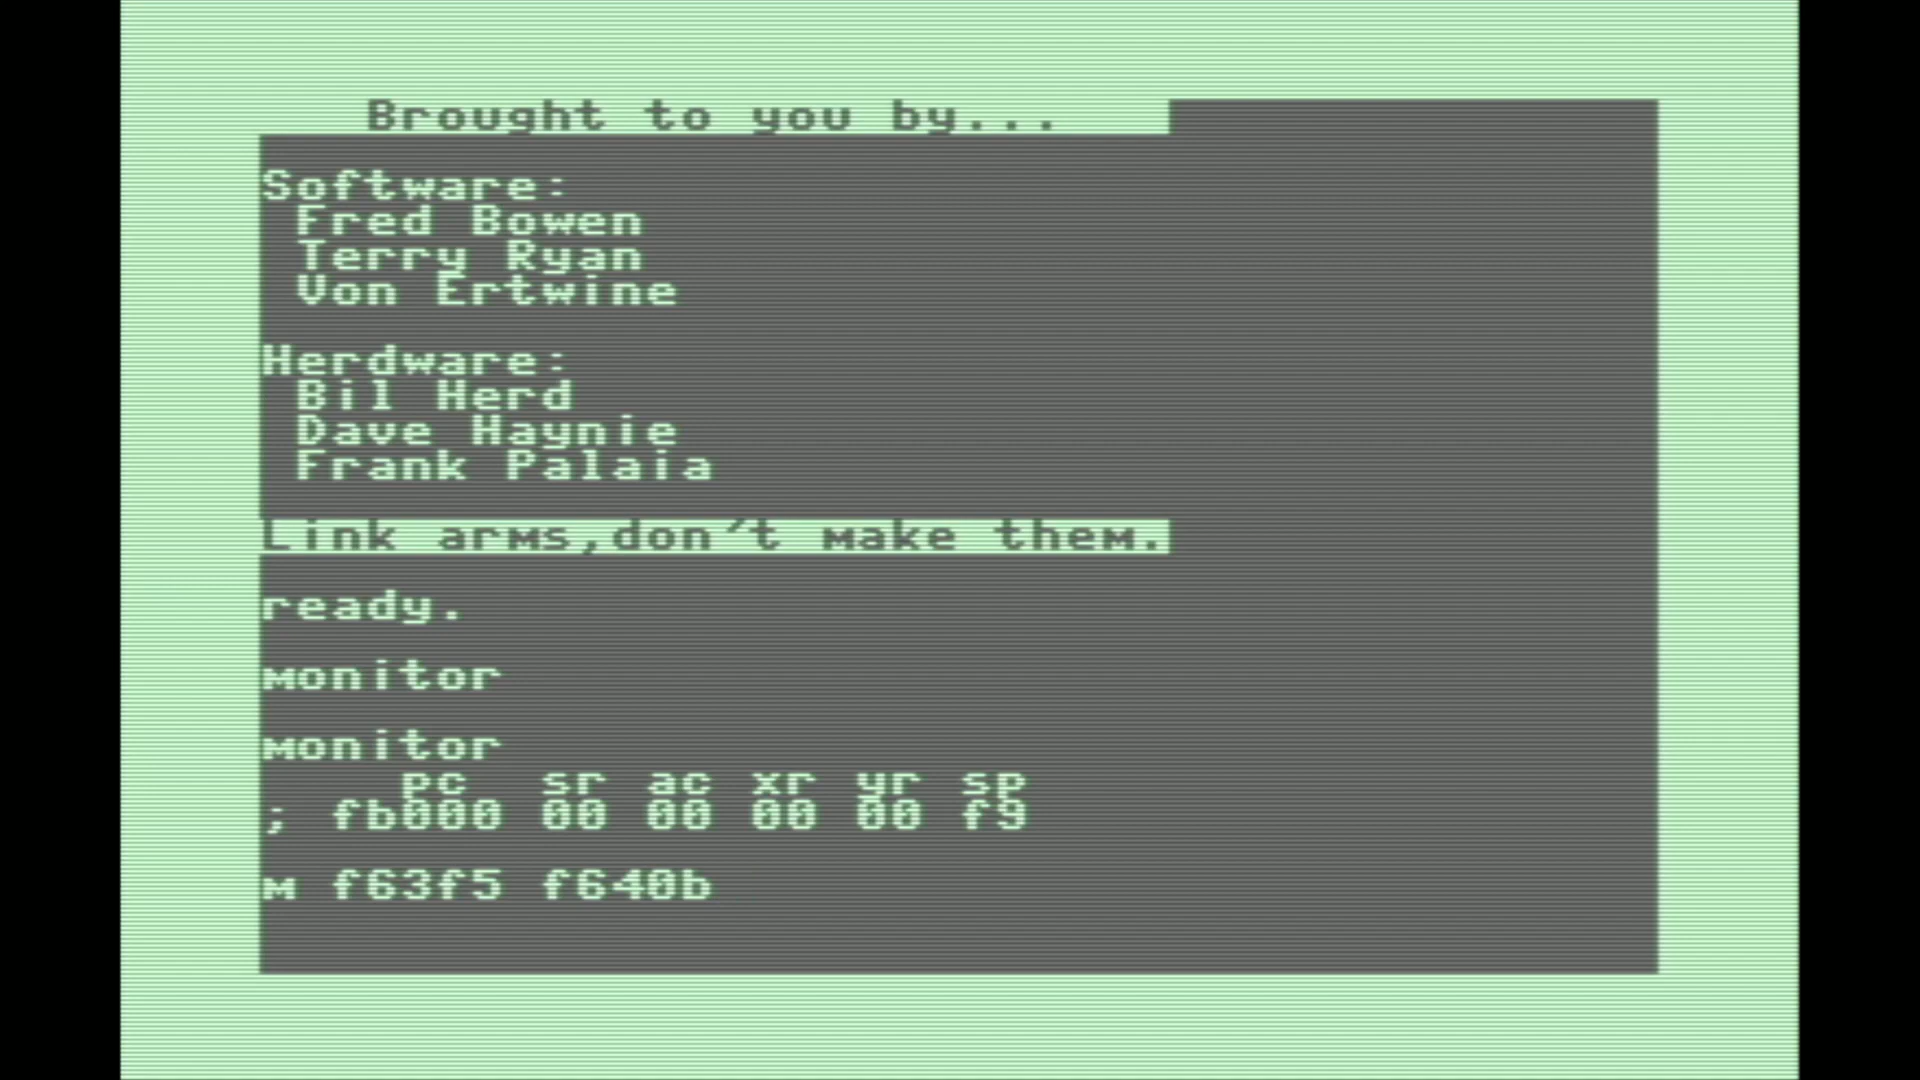 Brought to you by...
Software:
Fred Bowen
Terry Ryan
Von Ertwine
Herdware:
Bil Herd
Dave Haynie
Frank Palaia
Link arms,don't make them.
ready.
monitor
monitor
pc sr ac xr yr sp
; fb000 00 00 00 00 f9
m f63f5 f640b